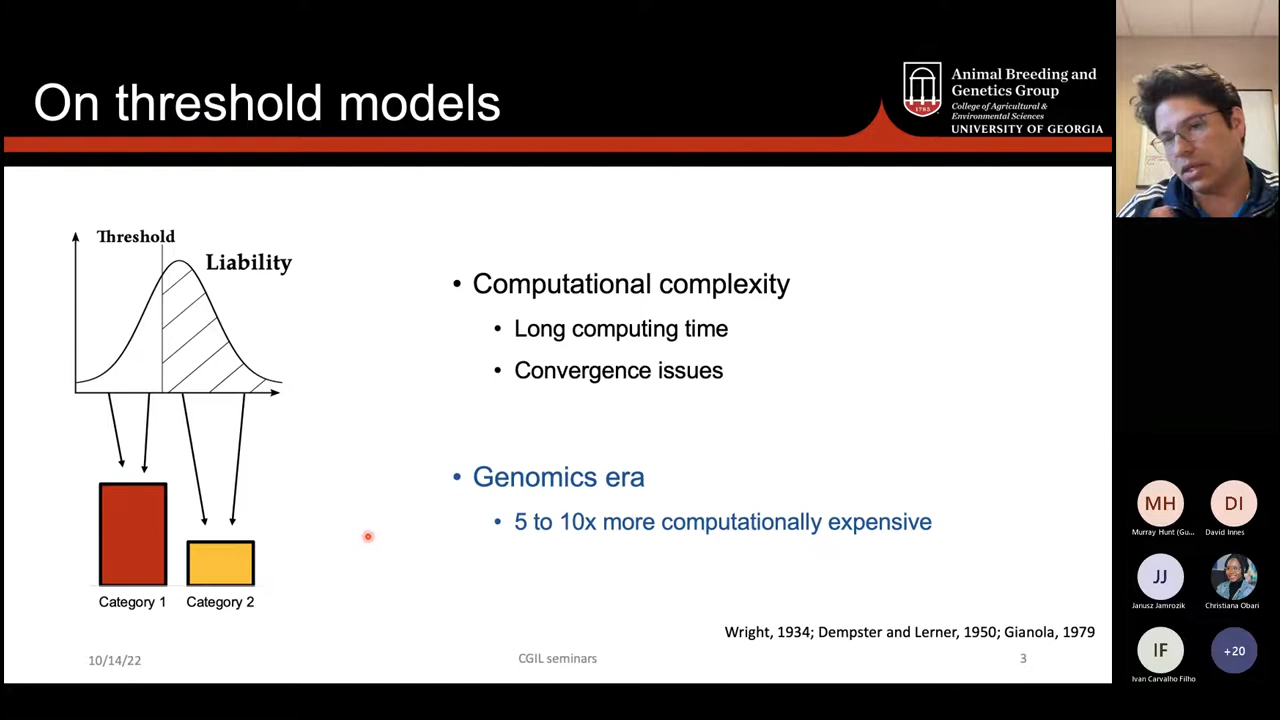 On threshold models
Animal Breeding and
Genetics Group
College of Agricultural &
Environmental Sciences
UNIVERSITY OF GEORGIA
1785
Threshold
Liability
Category 1
Category 2
• Computational complexity
• Long computing time
• Convergence issues
• Genomics era
• 5 to 10x more computationally expensive
Wright, 1934; Dempster and Lerner, 1950; Gianola, 1979
10/14/22
CGIL seminars
3
MH
DI
Murray Hunt (Gu...
David Innes
JJ
Janusz Jamrozik
Christiana Obari
IF
+20
Ivan Carvalho Filho